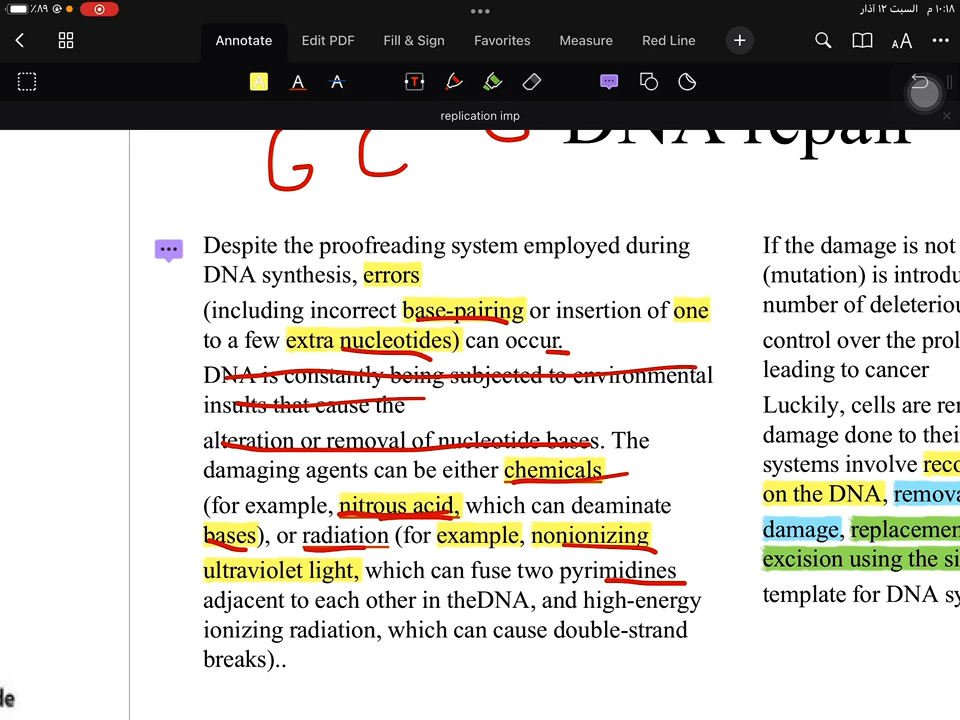 ٪٨٩
١٠:١٨ م السبت ١٢ آذار
Annotate Edit PDF Fill & Sign Favorites Measure Red Line
replication imp
G C
DNA repair
Despite the proofreading system employed during
DNA synthesis, errors
(including incorrect base-pairing or insertion of one
to a few extra nucleotides) can occur.
DNA is constantly being subjected to environmental
insults that cause the
alteration or removal of nucleotide bases. The
damaging agents can be either chemicals
(for example, nitrous acid, which can deaminate
bases), or radiation (for example, nonionizing
ultraviolet light, which can fuse two pyrimidines
adjacent to each other in theDNA, and high-energy
ionizing radiation, which can cause double-strand
breaks)..
If the damage is not
(mutation) is introdu
number of deleteriou
control over the prol
leading to cancer
Luckily, cells are rem
damage done to thei
systems involve reco
on the DNA, remova
damage, replacemen
excision using the si
template for DNA sy
de